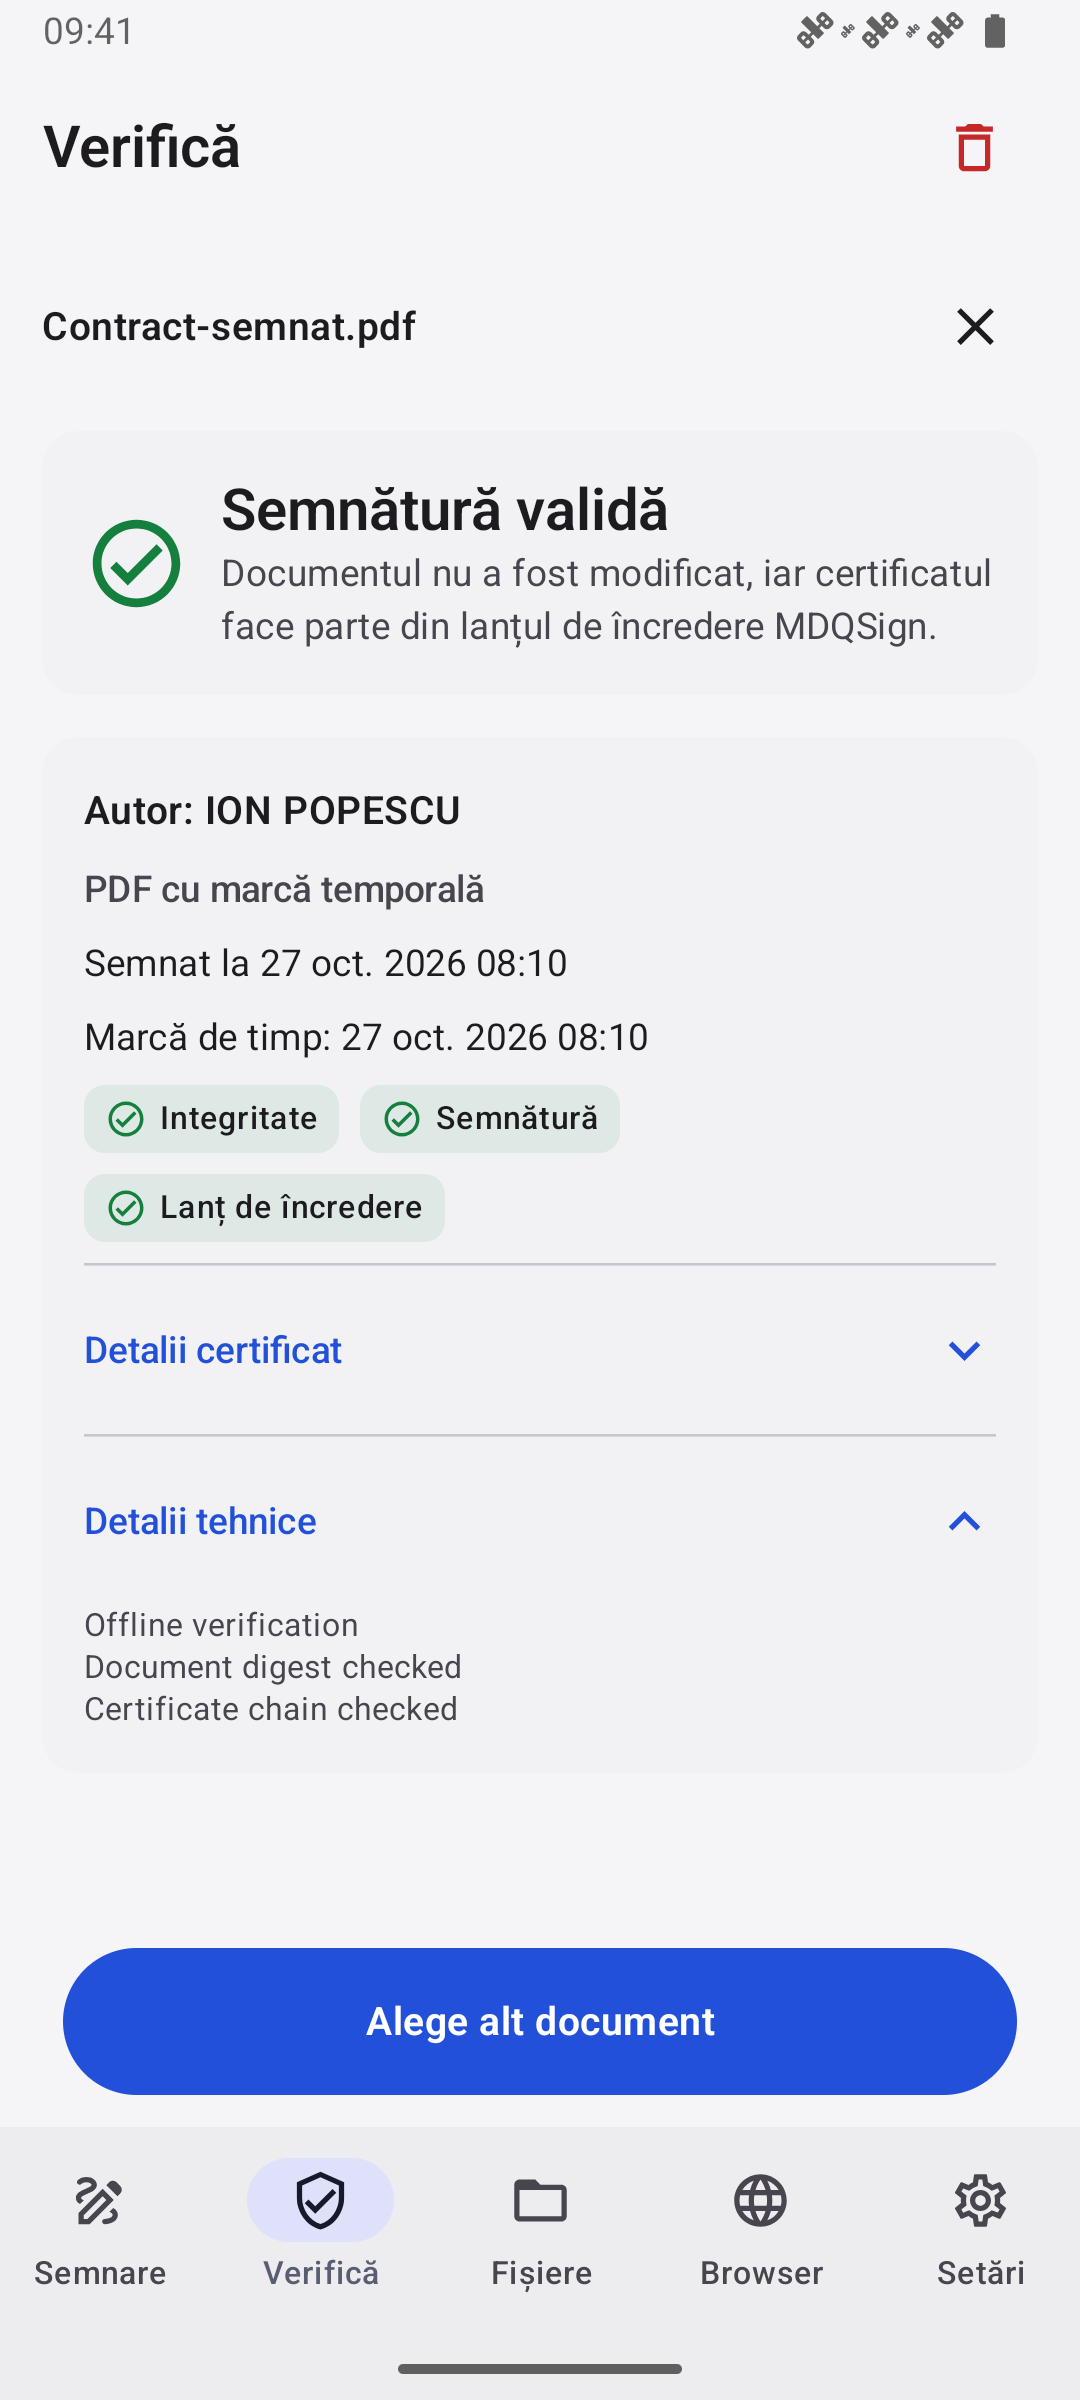 09:41
Verifică
Contract-semnat.pdf
Semnătură validă
Documentul nu a fost modificat, iar certificatul
face parte din lanțul de încredere MDQSign.
Autor: ION POPESCU
PDF cu marcă temporală
Semnat la 27 oct. 2026 08:10
Marcă de timp: 27 oct. 2026 08:10
Integritate Semnătură
Lanț de încredere
Detalii certificat
Detalii tehnice
Offline verification
Document digest checked
Certificate chain checked
Alege alt document
Semnare Verifică Fișiere Browser Setări